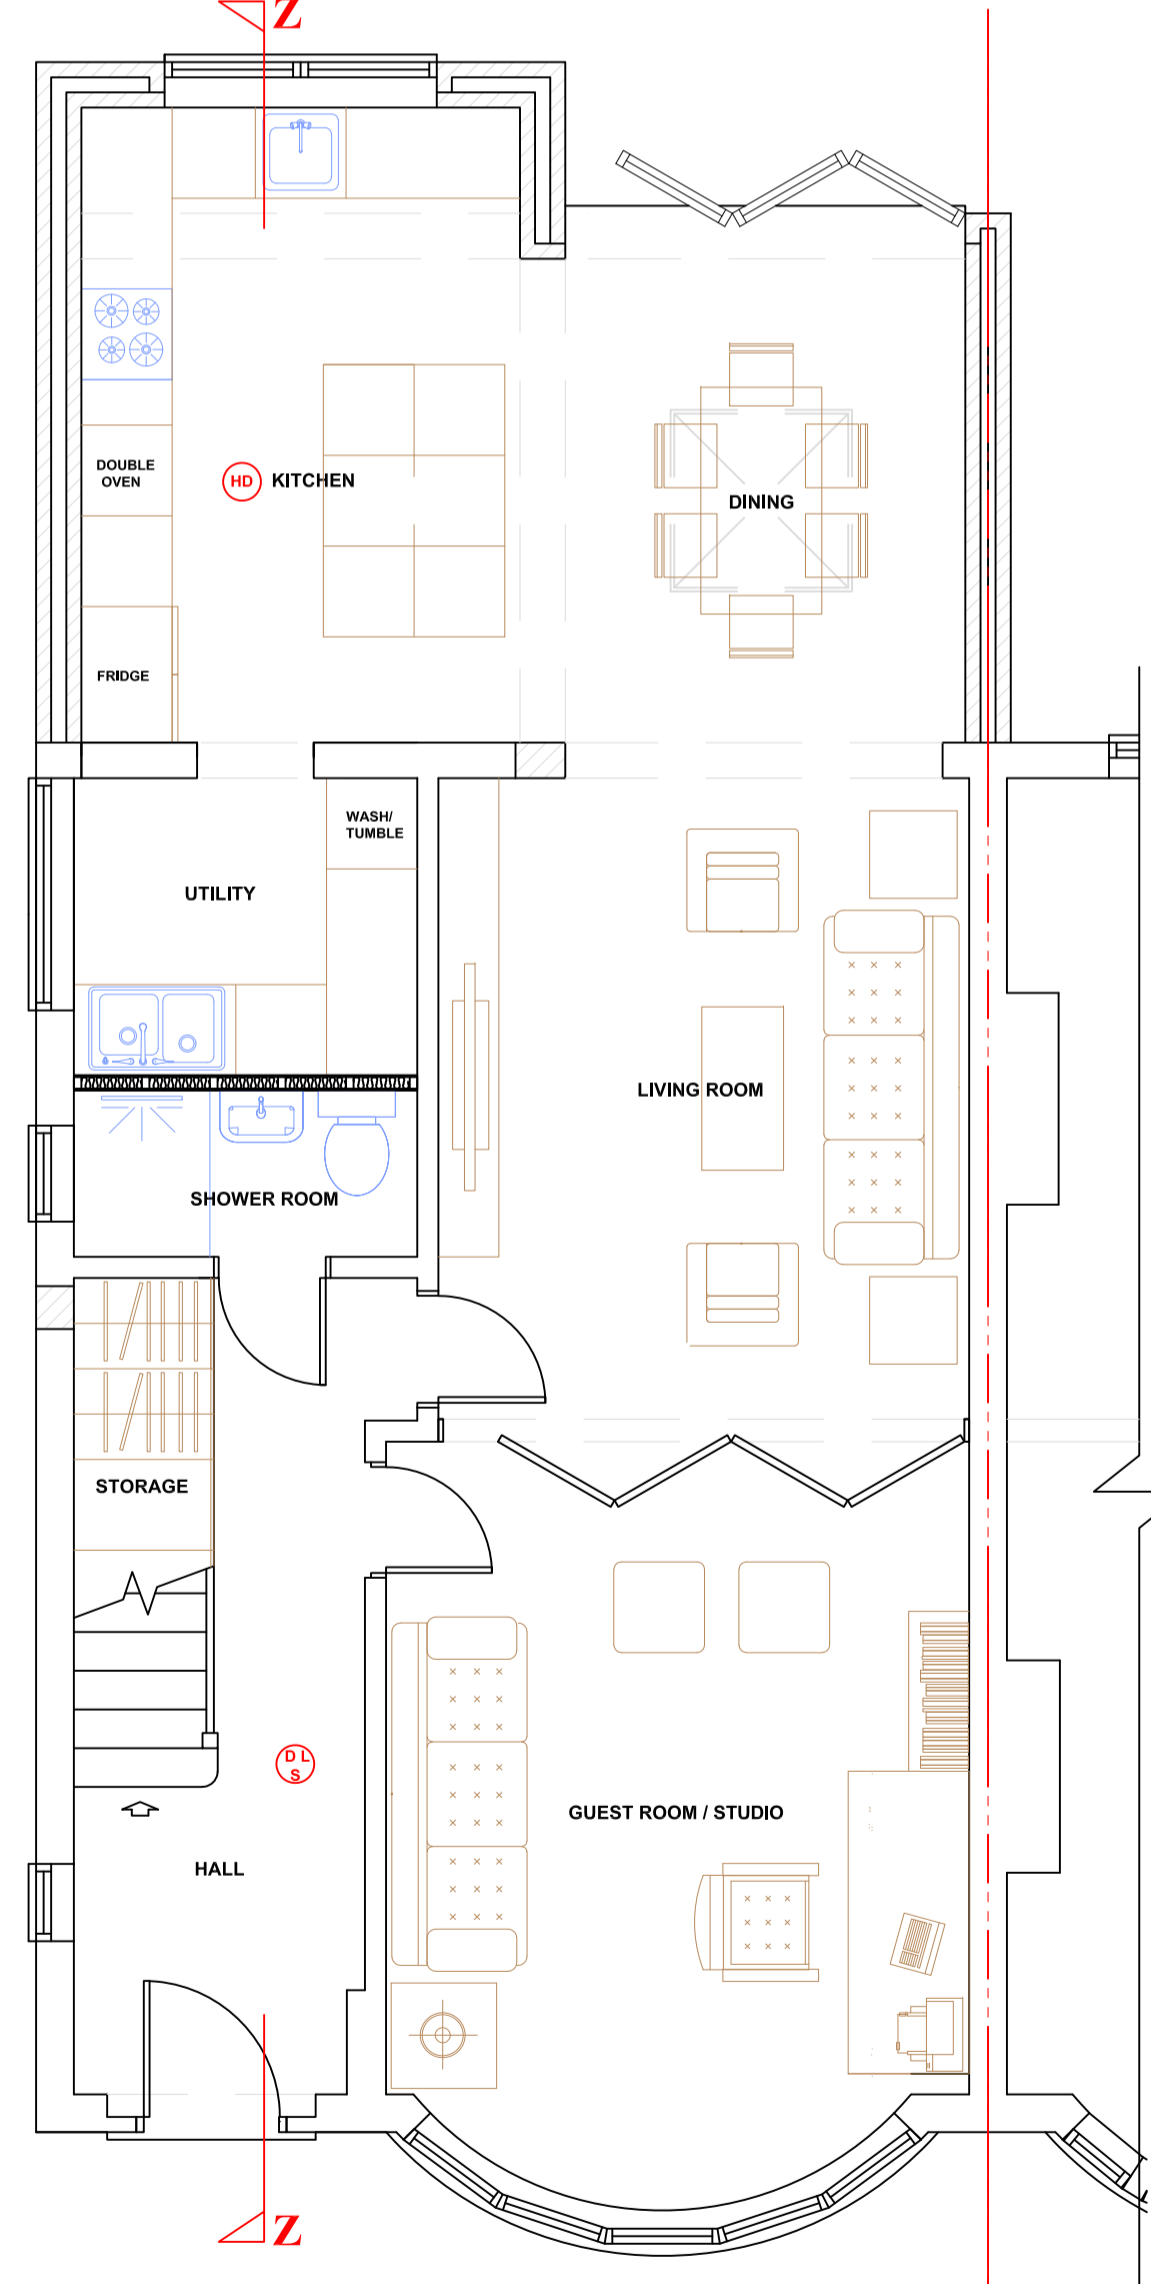 Z
DOUBLE
OVEN
HD KITCHEN
DINING
FRIDGE
WASH/
TUMBLE
UTILITY
LIVING ROOM
SHOWER ROOM
STORAGE
D L
S
GUEST ROOM / STUDIO
HALL
Z